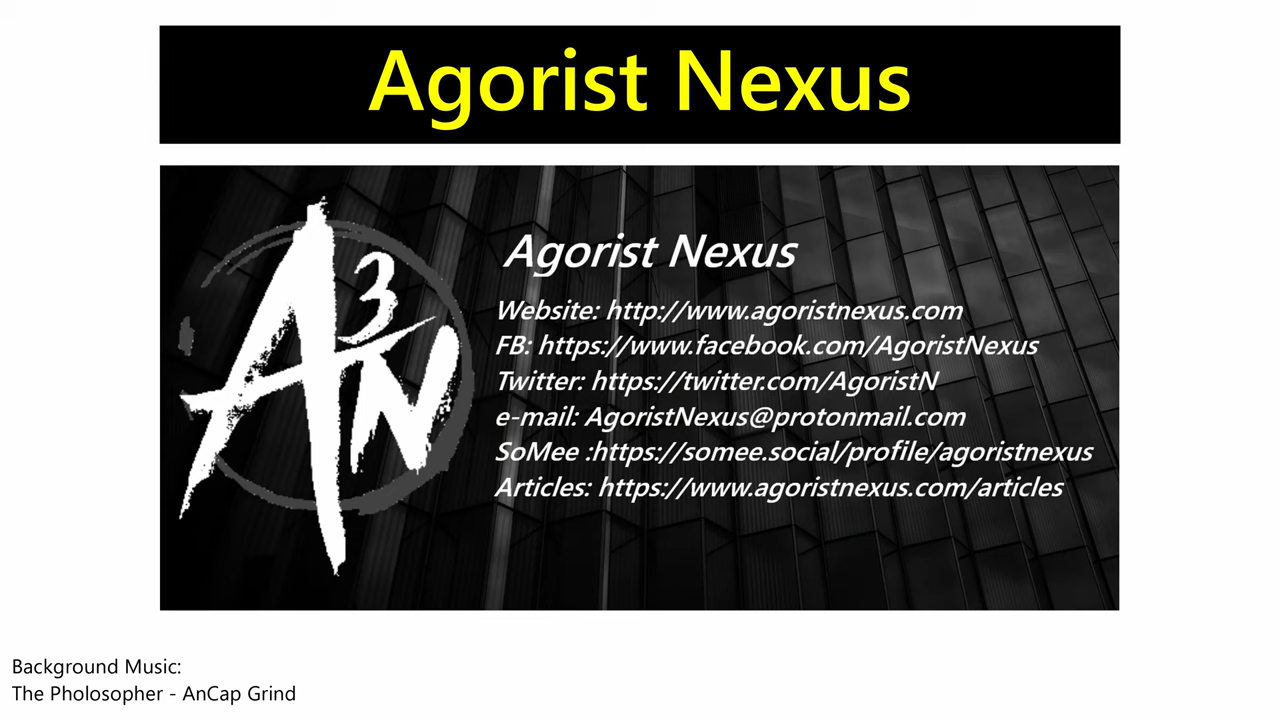 Agorist Nexus
A3N
Agorist Nexus
Website: http://www.agoristnexus.com
FB: https://www.facebook.com/AgoristNexus
Twitter: https://twitter.com/AgoristN
e-mail: AgoristNexus@protonmail.com
SoMee :https://somee.social/profile/agoristnexus
Articles: https://www.agoristnexus.com/articles
Background Music:
The Pholosopher - AnCap Grind